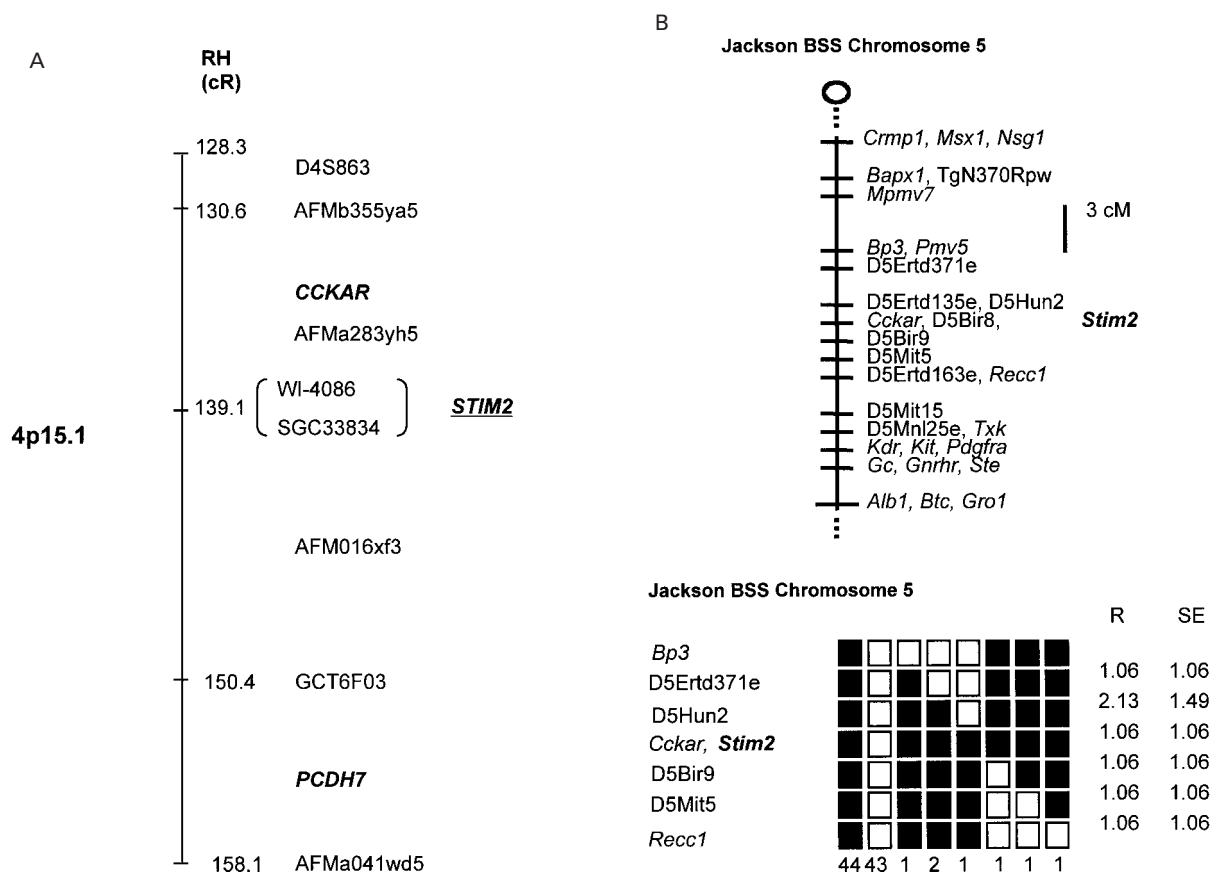 A
RH
(cR)
128.3
D4S863
130.6
AFMb355ya5
CCKAR
AFMa283yh5
WI-4086
139.1
STIM2
SGC33834
4p15.1
AFM016xf3
150.4
GCT6F03
PCDH7
158.1
AFMa041wd5
B
Jackson BSS Chromosome 5
Crmp1, Msx1, Nsg1
Bapx1, TgN370Rpw
Mpmv7
3 cM
Bp3, Pmv5
D5Ertd371e
D5Ertd135e, D5Hun2
Cckar, D5Bir8,
Stim2
D5Bir9
D5Mit5
D5Ertd163e, Recc1
D5Mit15
D5Mnl25e, Txk
Kdr, Kit, Pdgfra
Gc, Gnrhr, Ste
Alb1, Btc, Gro1
Jackson BSS Chromosome 5
R SE
Bp3
1.06 1.06
D5Ertd371e
2.13 1.49
D5Hun2
1.06 1.06
Cckar, Stim2
1.06 1.06
D5Bir9
1.06 1.06
D5Mit5
1.06 1.06
Recc1
44 43 1 2 1 1 1 1